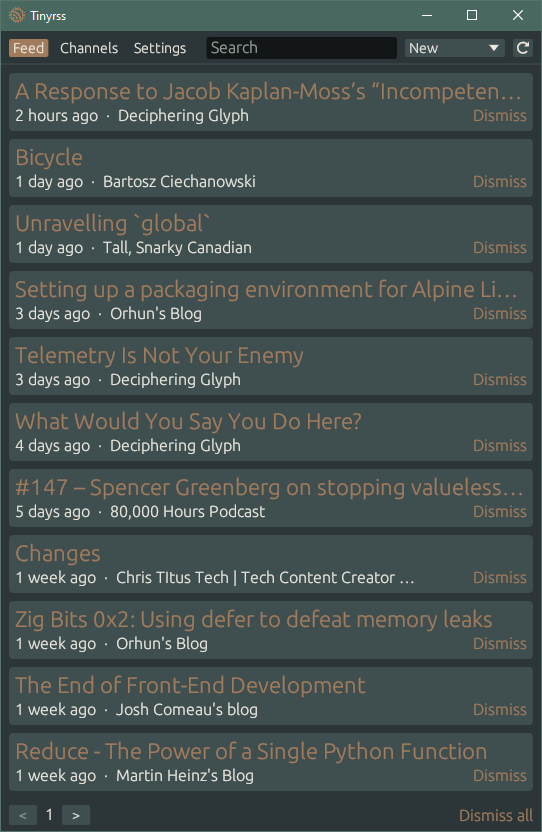 Tinyrss
Feed Channels Settings Search New
A Response to Jacob Kaplan-Moss’s “Incompeten…
2 hours ago · Deciphering Glyph Dismiss
Bicycle
1 day ago · Bartosz Ciechanowski Dismiss
Unravelling `global`
1 day ago · Tall, Snarky Canadian Dismiss
Setting up a packaging environment for Alpine Li…
3 days ago · Orhun's Blog Dismiss
Telemetry Is Not Your Enemy
3 days ago · Deciphering Glyph Dismiss
What Would You Say You Do Here?
4 days ago · Deciphering Glyph Dismiss
#147 – Spencer Greenberg on stopping valueless…
5 days ago · 80,000 Hours Podcast Dismiss
Changes
1 week ago · Chris TItus Tech | Tech Content Creator … Dismiss
Zig Bits 0x2: Using defer to defeat memory leaks
1 week ago · Orhun's Blog Dismiss
The End of Front-End Development
1 week ago · Josh Comeau's blog Dismiss
Reduce - The Power of a Single Python Function
1 week ago · Martin Heinz's Blog Dismiss
< 1 > Dismiss all